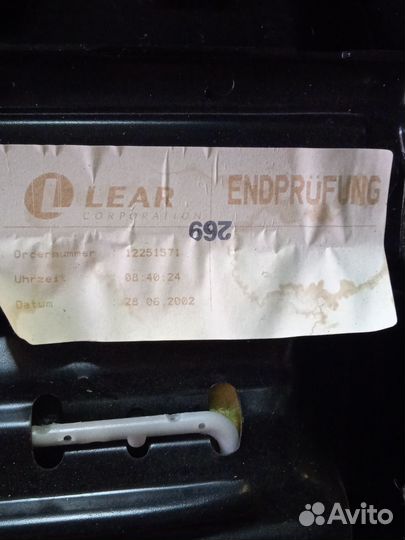 LEAR
CORPORATION
ENDPRÜFUNG
269
Ordernummer : 12251571
Uhrzeit : 08:40:24
Datum : 28.06.2002
Avito